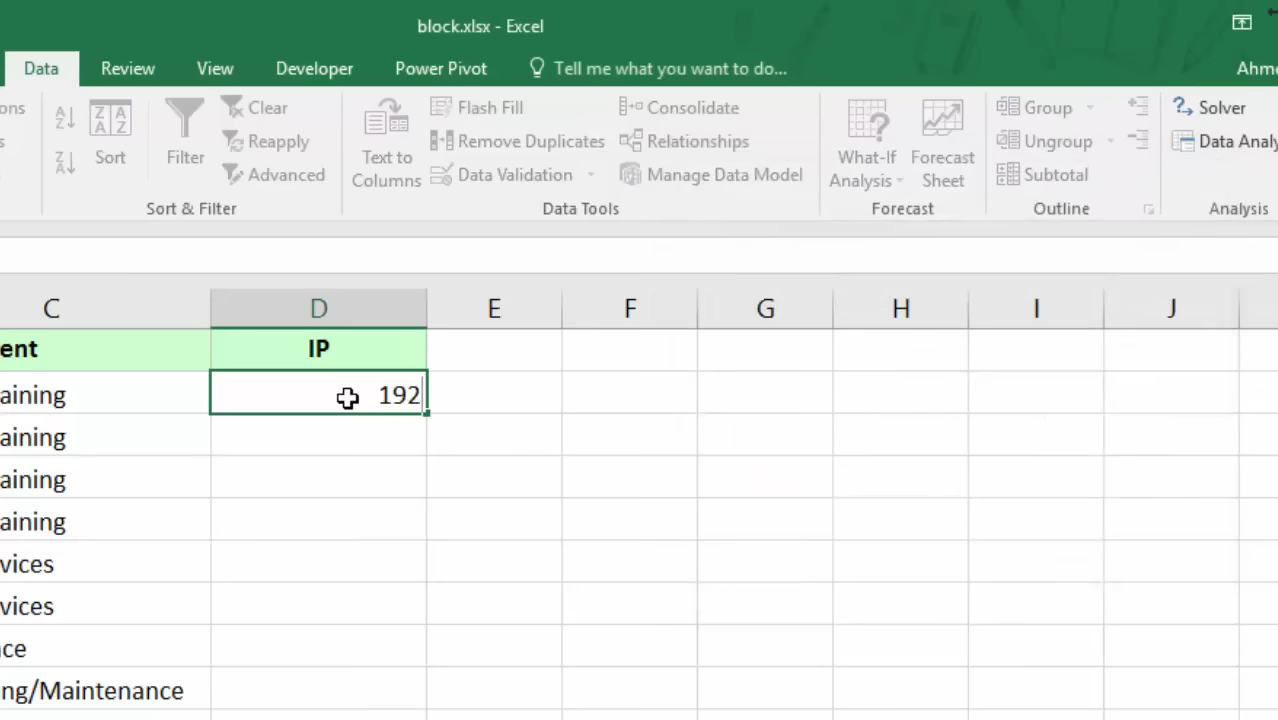 block.xlsx - Excel
Data Review View Developer Power Pivot Tell me what you want to do... Ahme
ons Clear Flash Fill Consolidate Group Solver
Reapply Remove Duplicates Relationships Ungroup Data Analy
s Sort Filter Advanced Text to Columns Data Validation Manage Data Model What-If Analysis Forecast Sheet Subtotal
Sort & Filter Data Tools Forecast Outline Analysis
C D E F G H I J
ent IP
aining 192
aining
aining
aining
vices
vices
nce
ng/Maintenance